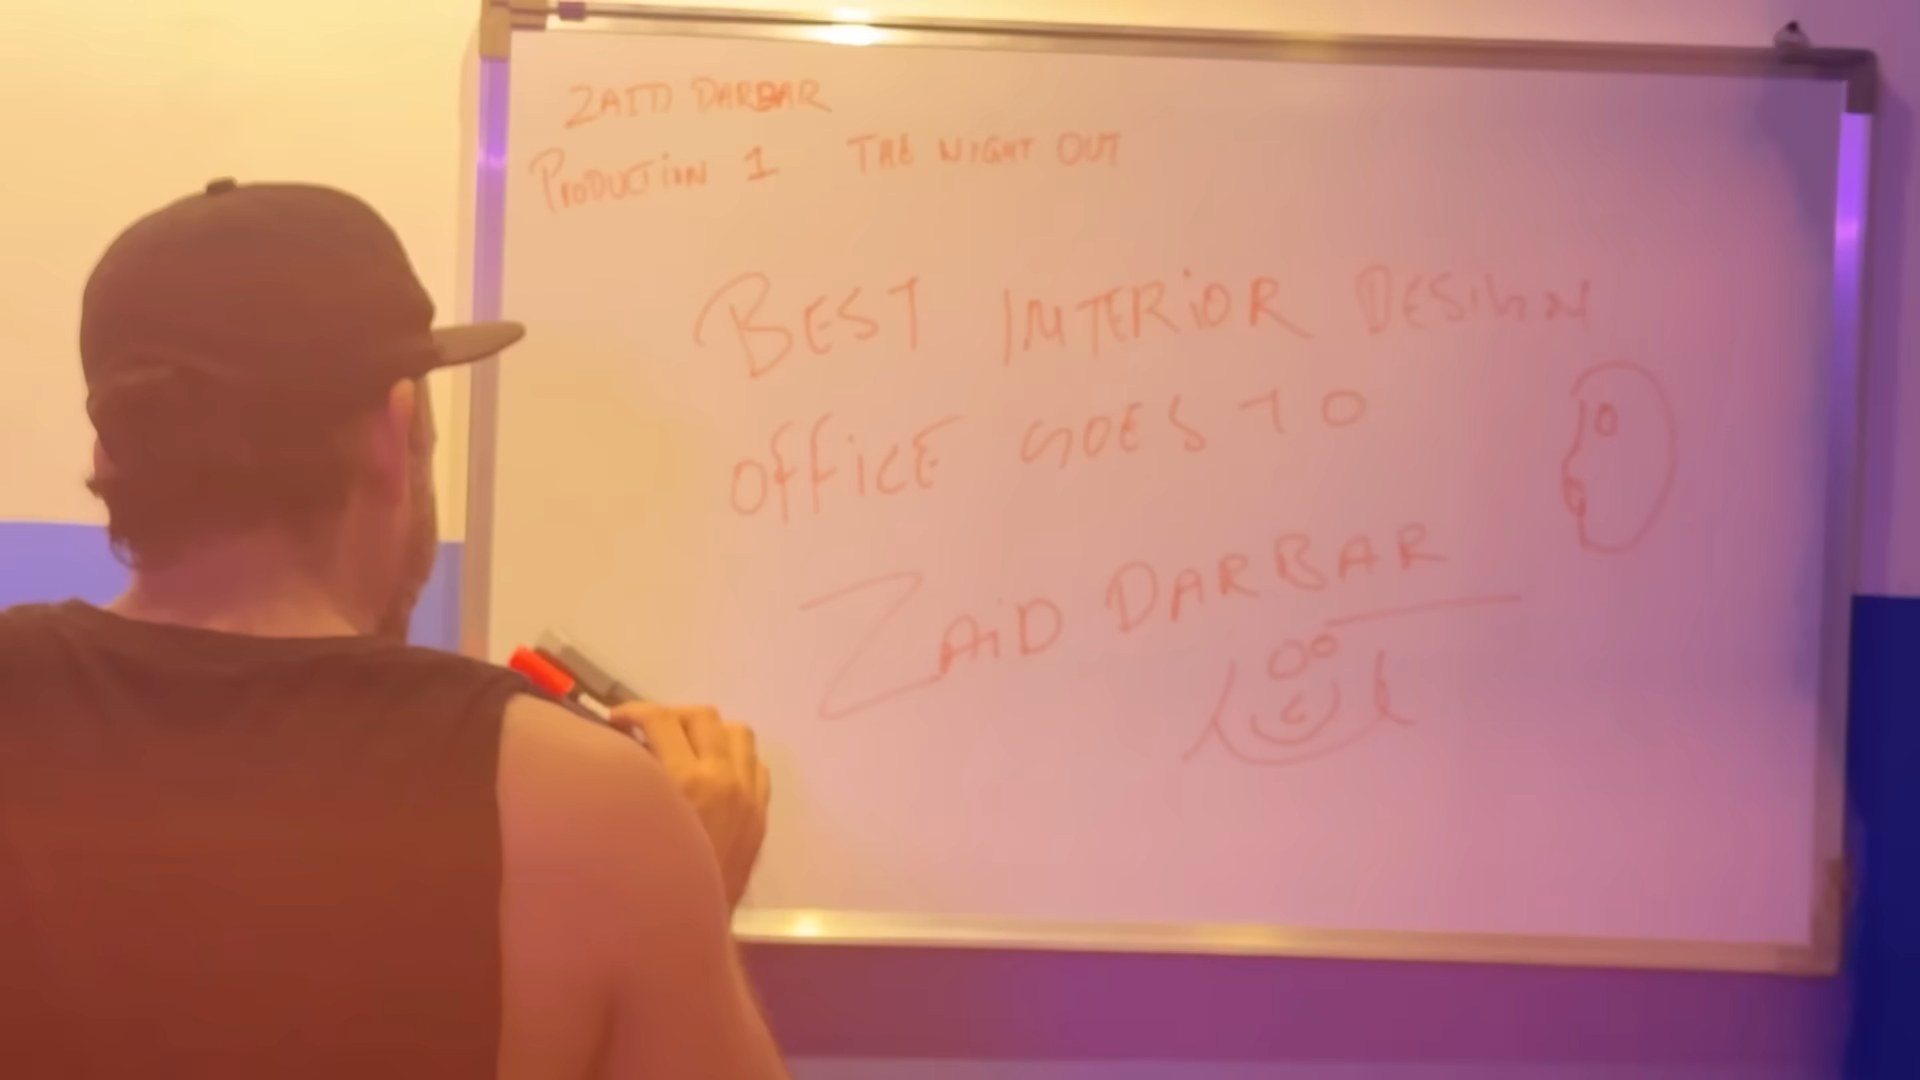 ZAID DARBAR
PRODUCTION 1 THE NIGHT OUT
BEST INTERIOR DESIGN
OFFICE GOES TO
ZAID DARBAR